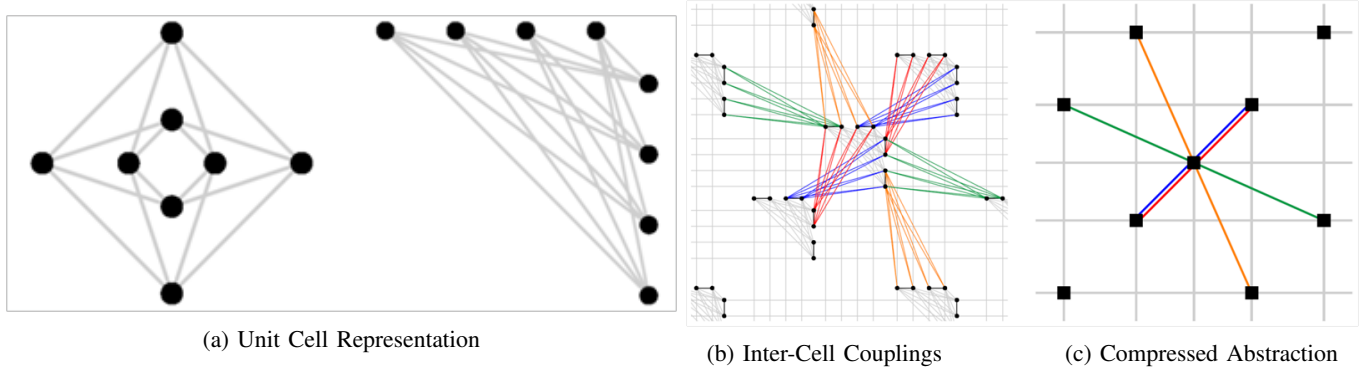 (a) Unit Cell Representation
(b) Inter-Cell Couplings
(c) Compressed Abstraction